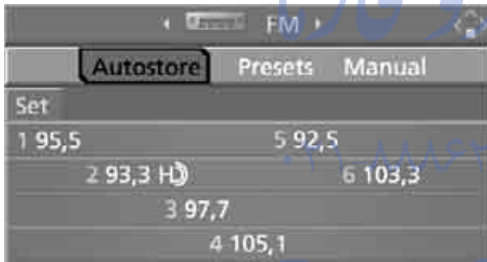 FM
Autostore Presets Manual
Set
1 95,5 5 92,5
2 93,3 HD 6 103,3
3 97,7
4 105,1